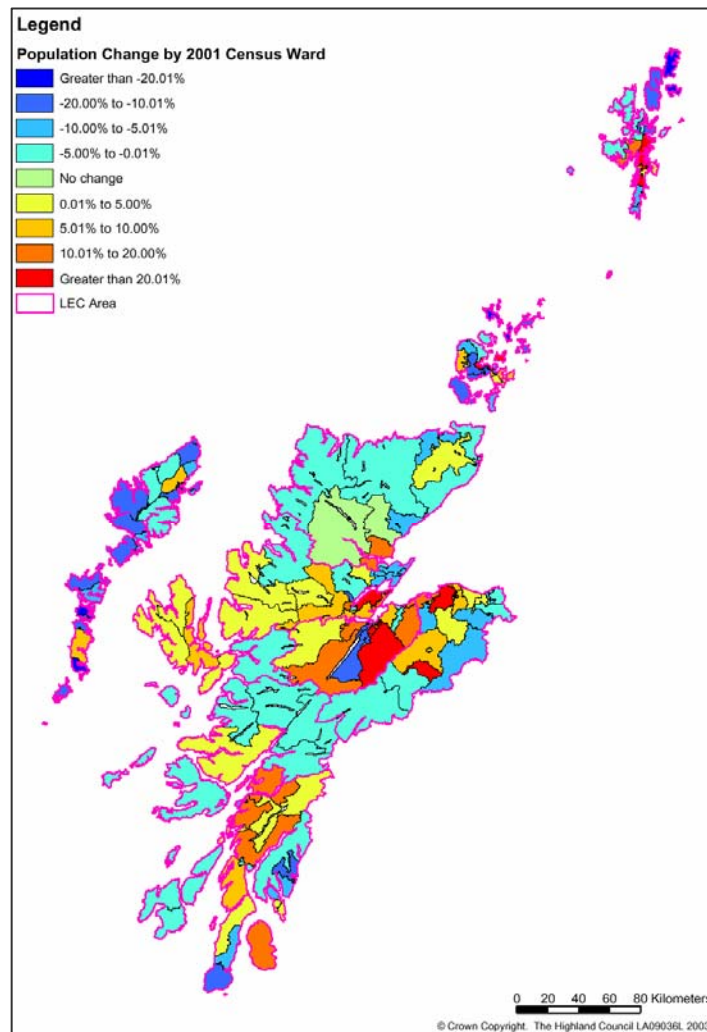 Legend
Population Change by 2001 Census Ward
Greater than -20.01%
-20.00% to -10.01%
-10.00% to -5.01%
-5.00% to -0.01%
No change
0.01% to 5.00%
5.01% to 10.00%
10.01% to 20.00%
Greater than 20.01%
LEC Area
0 20 40 60 80 Kilometers
© Crown Copyright. The Highland Council LA09036L 2003